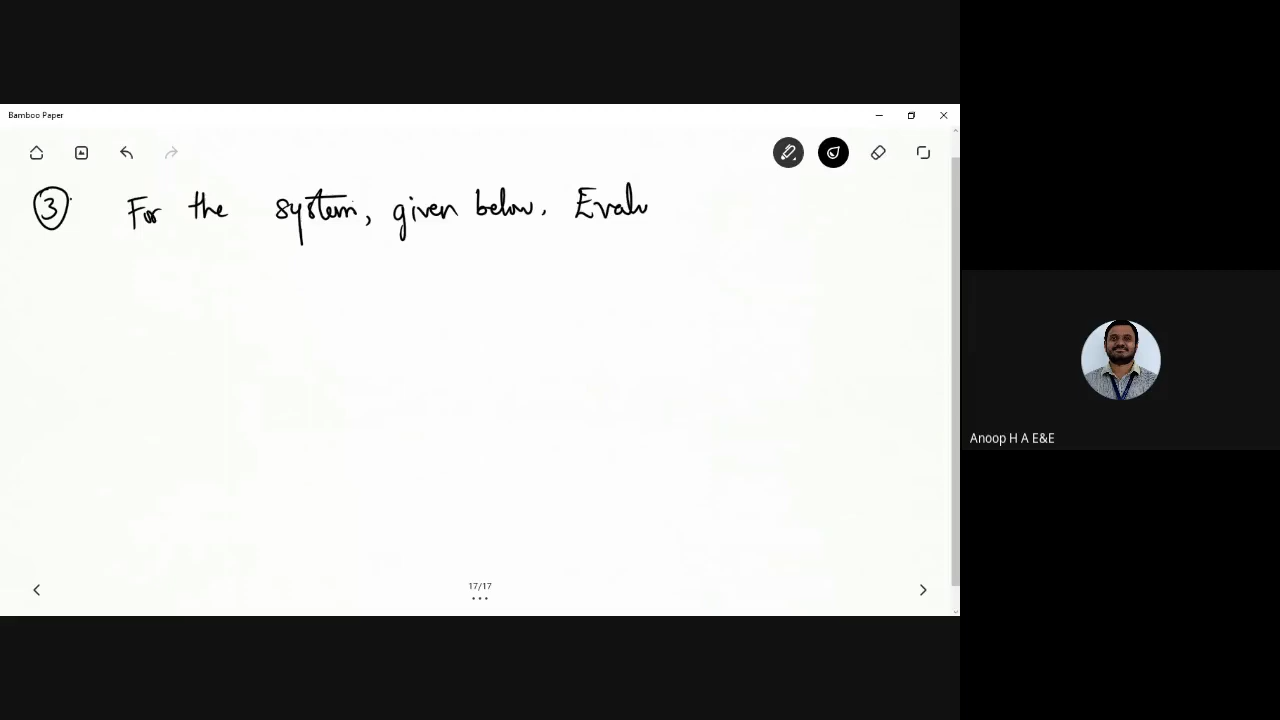 Bamboo Paper
3 For the system, given below. Evalu
Anoop H A E&E
17/17